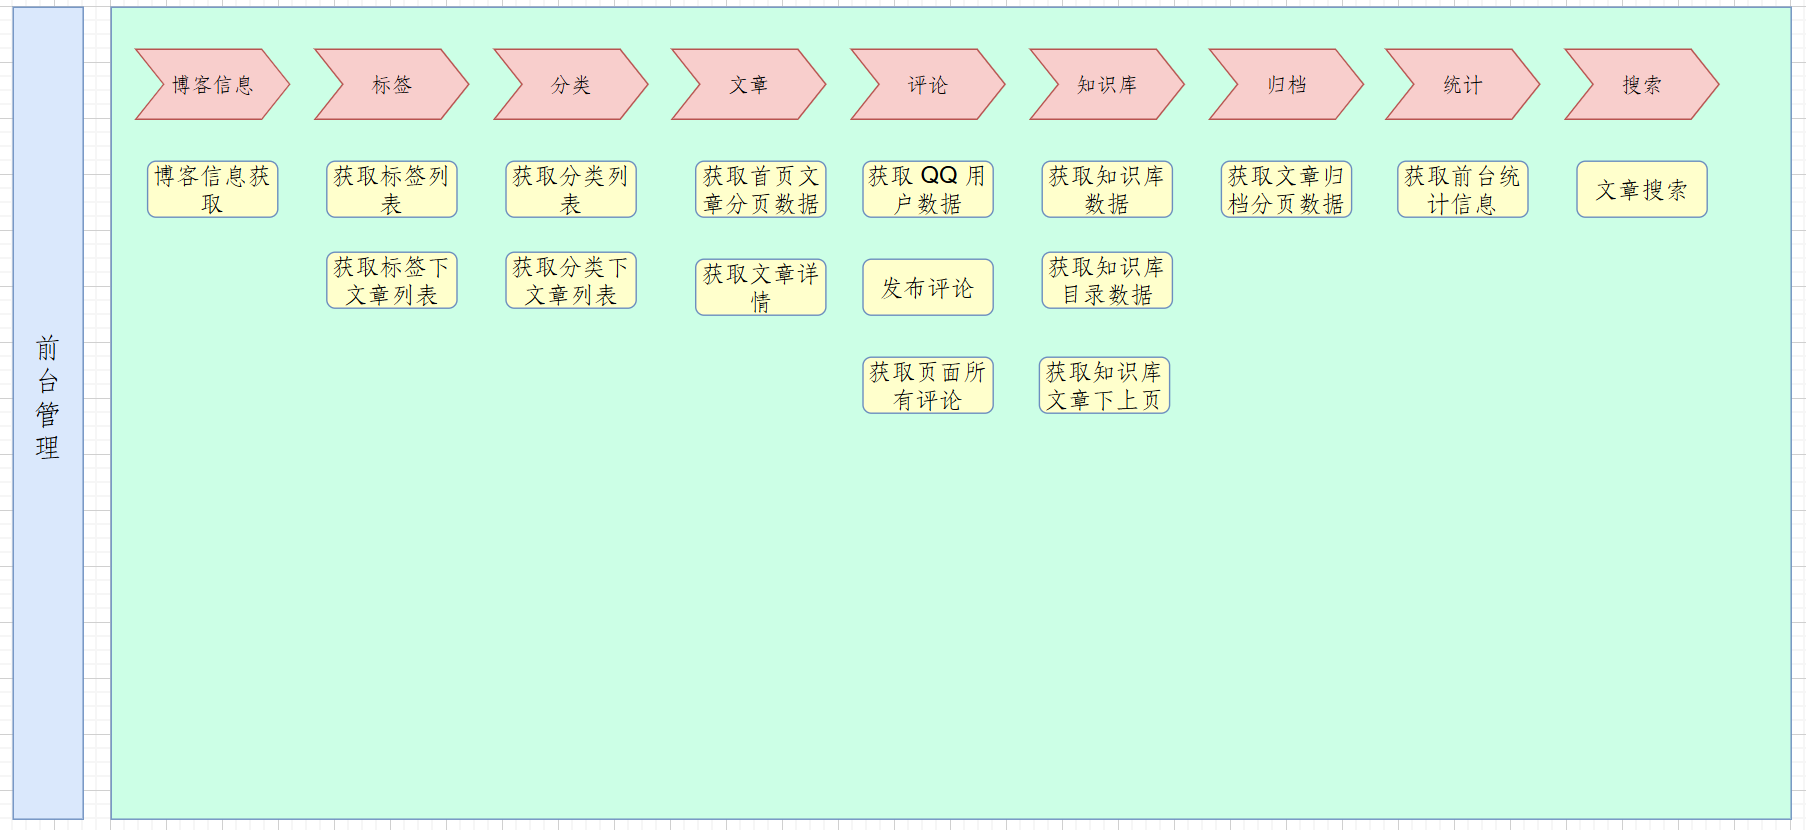 前
台
管
理
博客信息
标签
分类
文章
评论
知识库
归档
统计
搜索
博客信息获
取
获取标签列
表
获取分类列
表
获取首页文
章分页数据
获取 QQ 用
户数据
获取知识库
数据
获取文章归
档分页数据
获取前台统
计信息
文章搜索
获取标签下
文章列表
获取分类下
文章列表
获取文章详
情
发布评论
获取知识库
目录数据
获取页面所
有评论
获取知识库
文章下上页